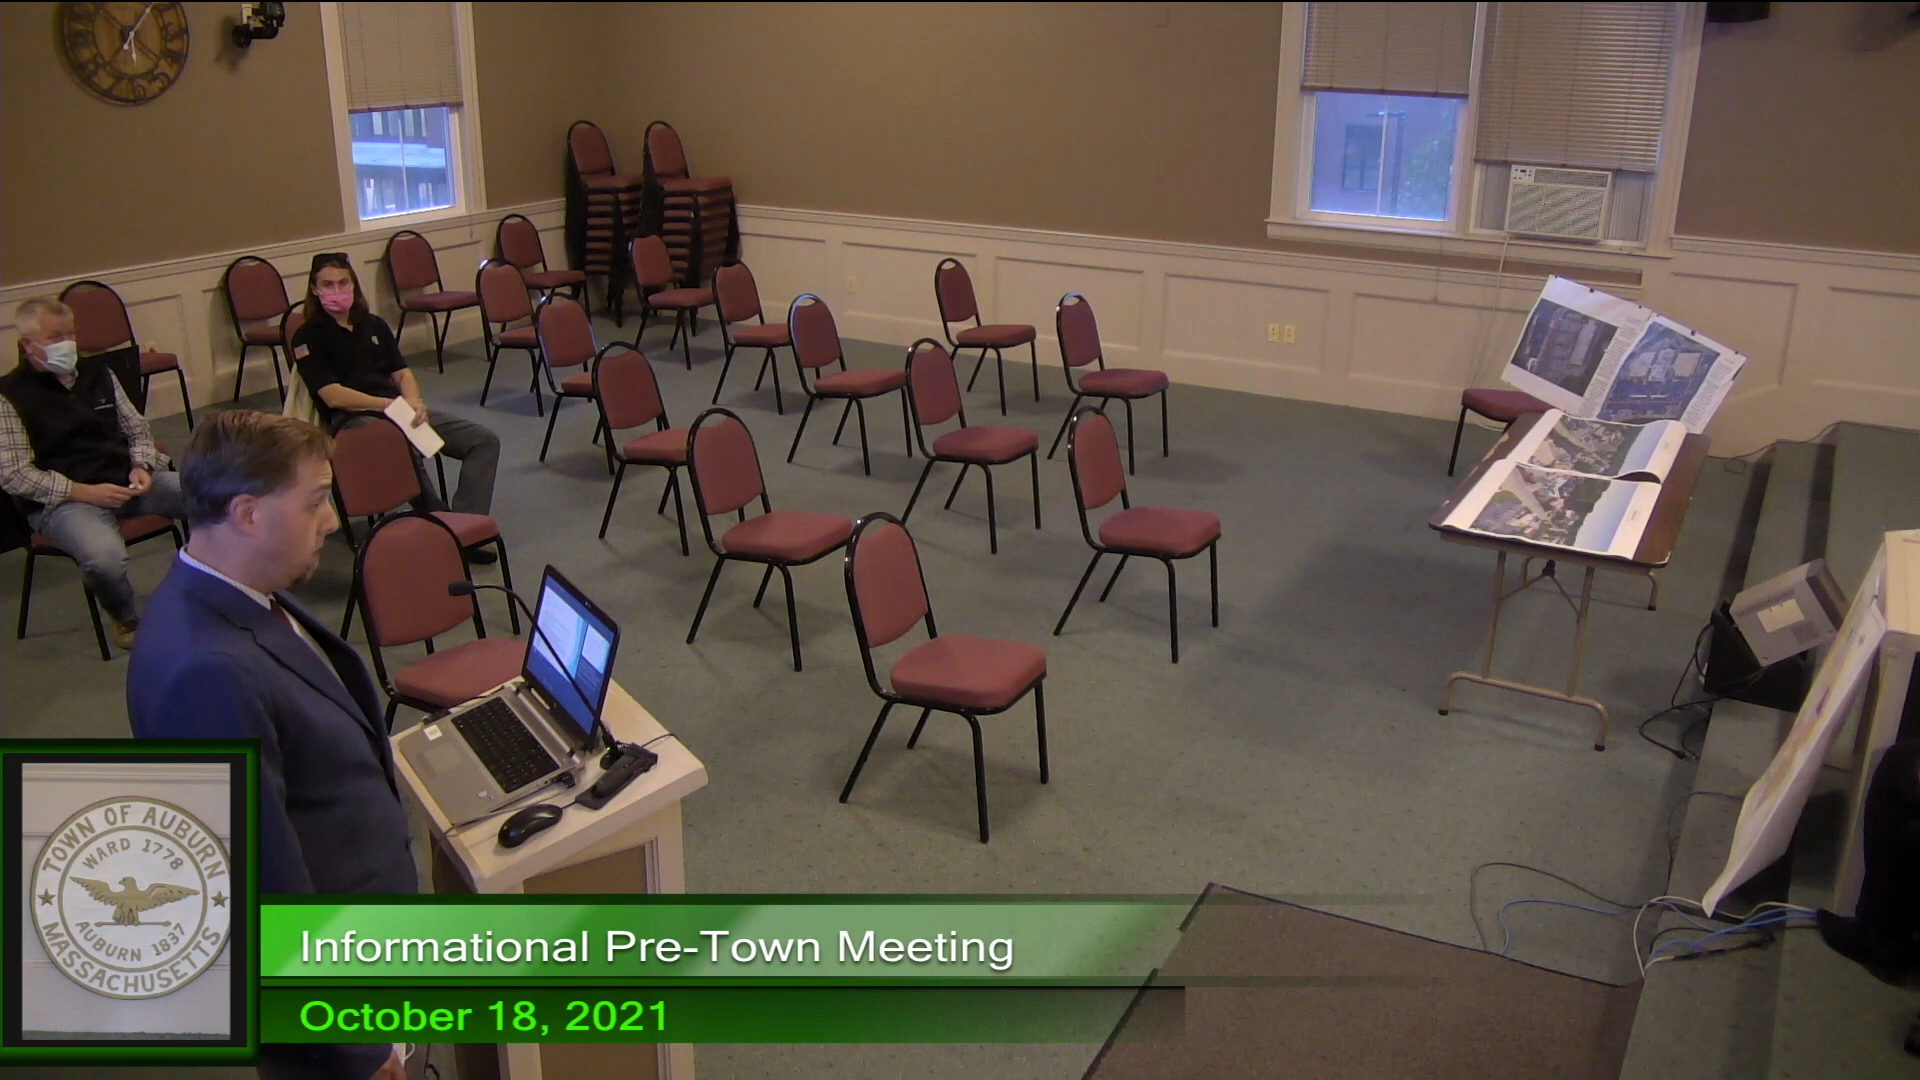 TOWN OF AUBURN
WARD 1778
AUBURN 1837
MASSACHUSETTS
Informational Pre-Town Meeting
October 18, 2021